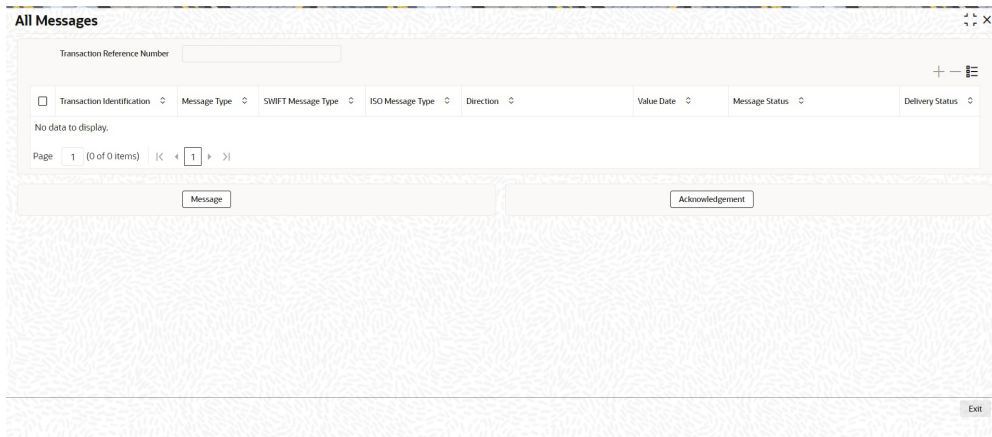 All Messages
Transaction Reference Number
Transaction Identification Message Type SWIFT Message Type ISO Message Type Direction Value Date Message Status Delivery Status
No data to display.
Page 1 (0 of 0 items) 1
Message Acknowledgement
Exit